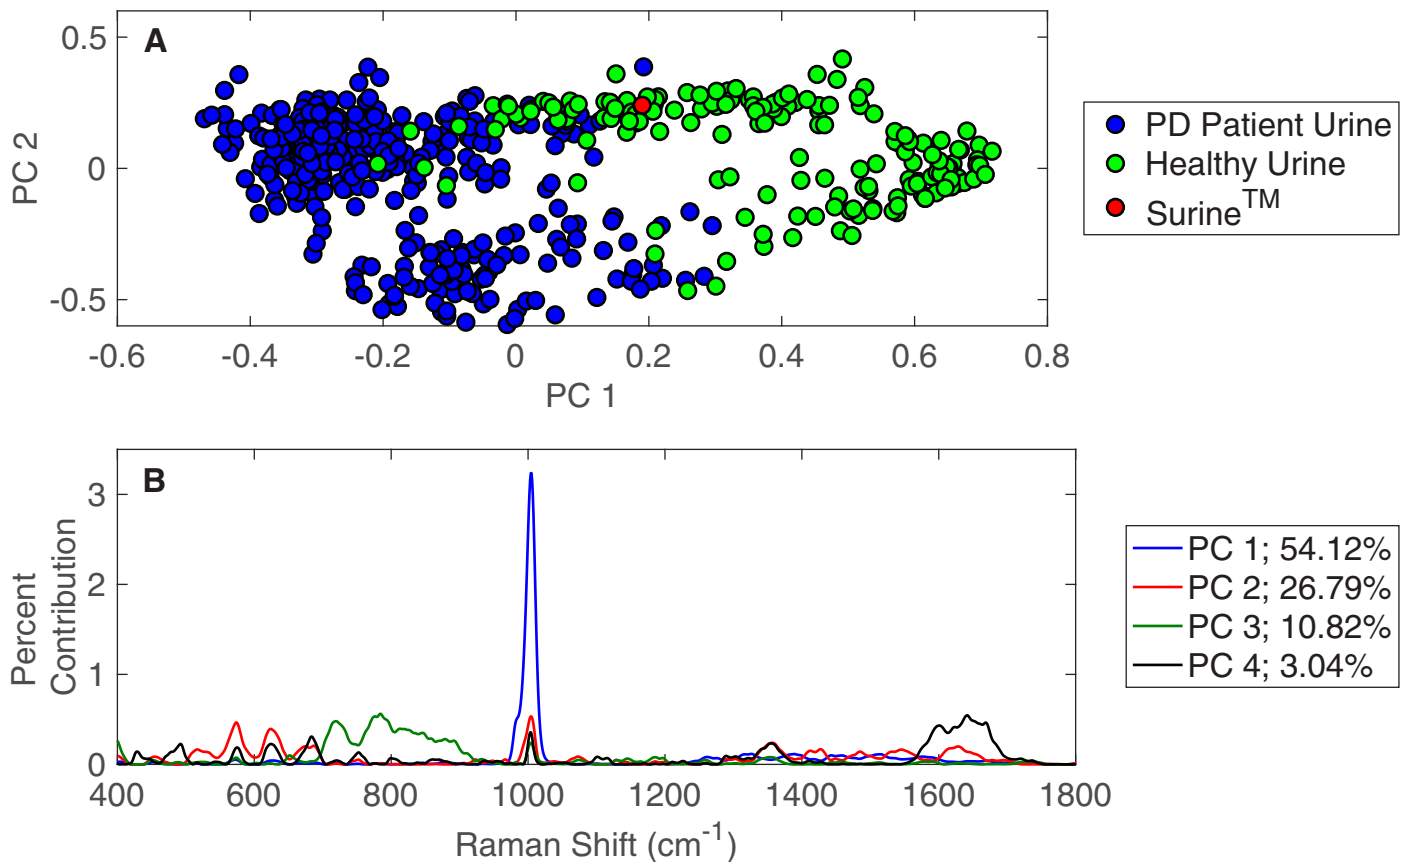 A
0.5
0
-0.5
PC 2
-0.6 -0.4 -0.2 0 0.2 0.4 0.6 0.8
PC 1
PD Patient Urine
Healthy Urine
Surine™
B
3
2
1
0
Percent
Contribution
400 600 800 1000 1200 1400 1600 1800
Raman Shift (cm⁻¹)
PC 1; 54.12%
PC 2; 26.79%
PC 3; 10.82%
PC 4; 3.04%